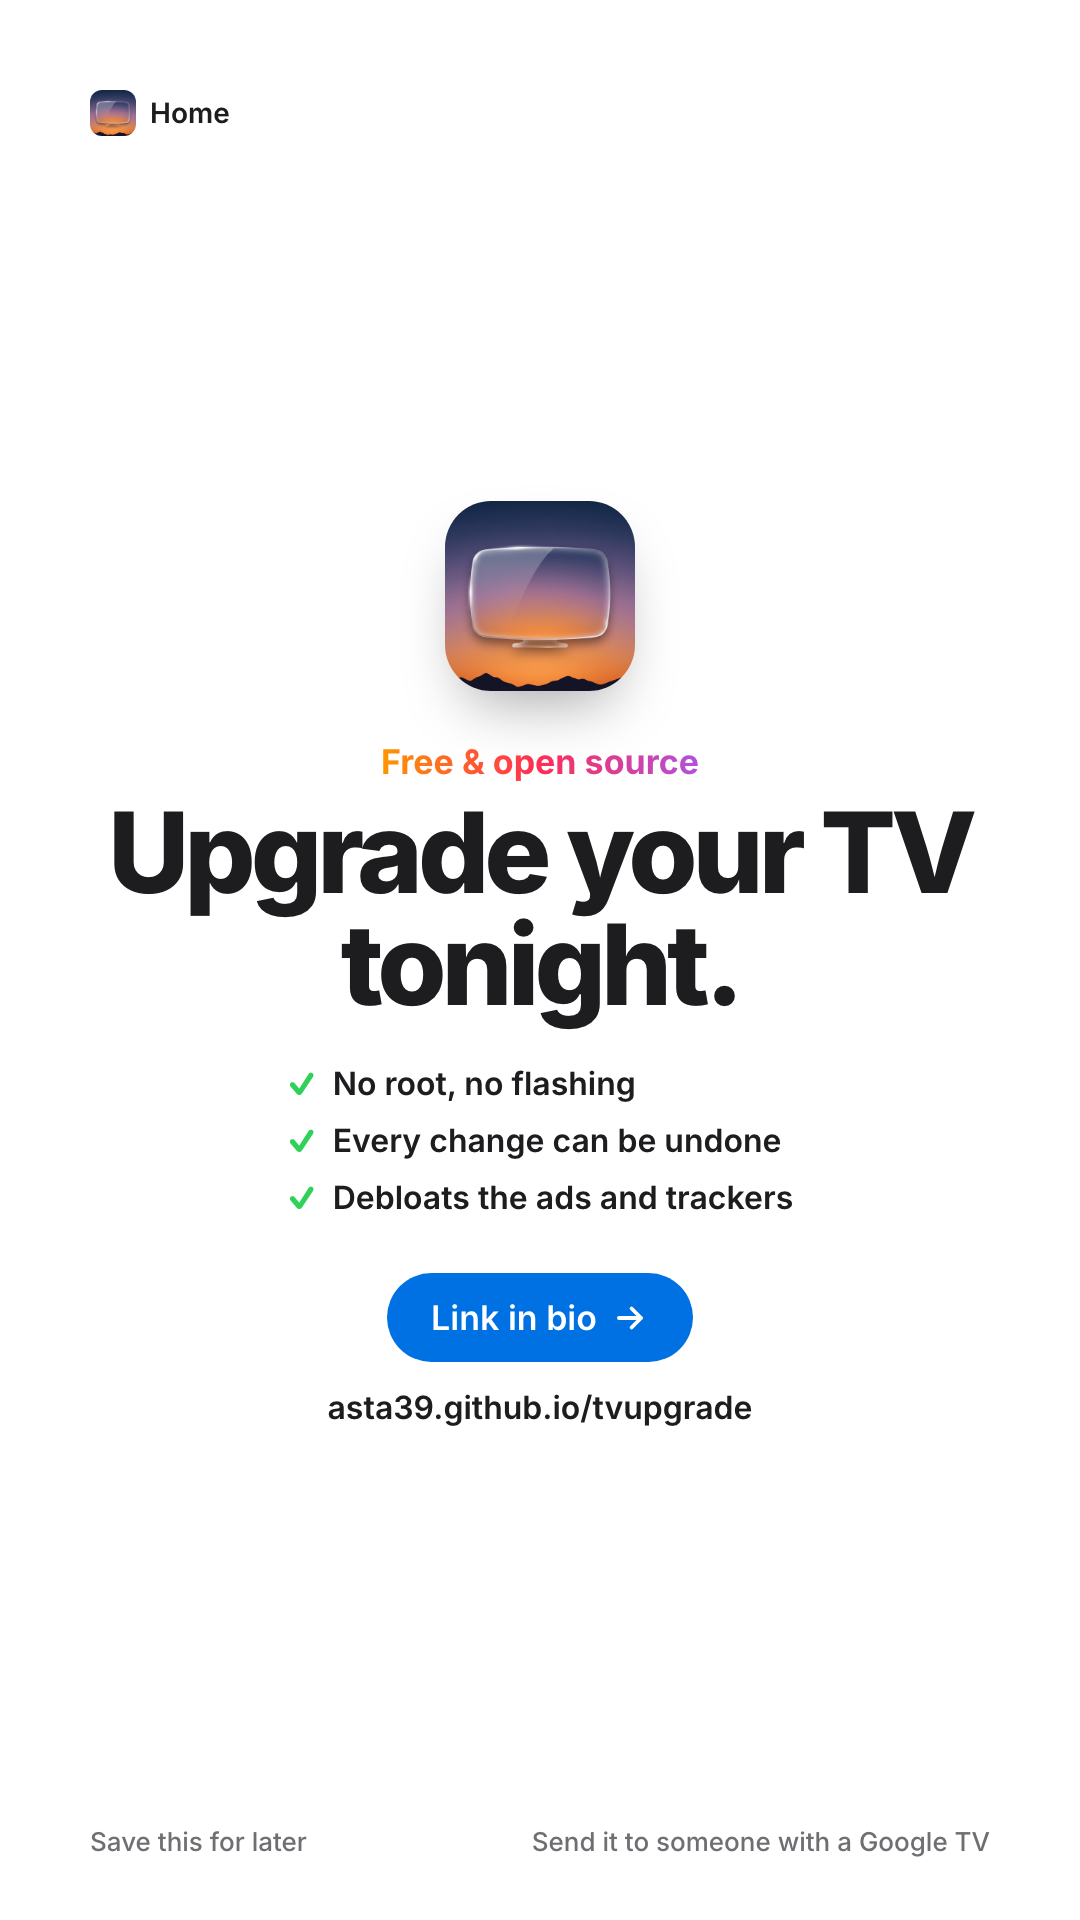 Home
Free & open source
Upgrade your TV
tonight.
No root, no flashing
Every change can be undone
Debloats the ads and trackers
Link in bio →
asta39.github.io/tvupgrade
Save this for later
Send it to someone with a Google TV